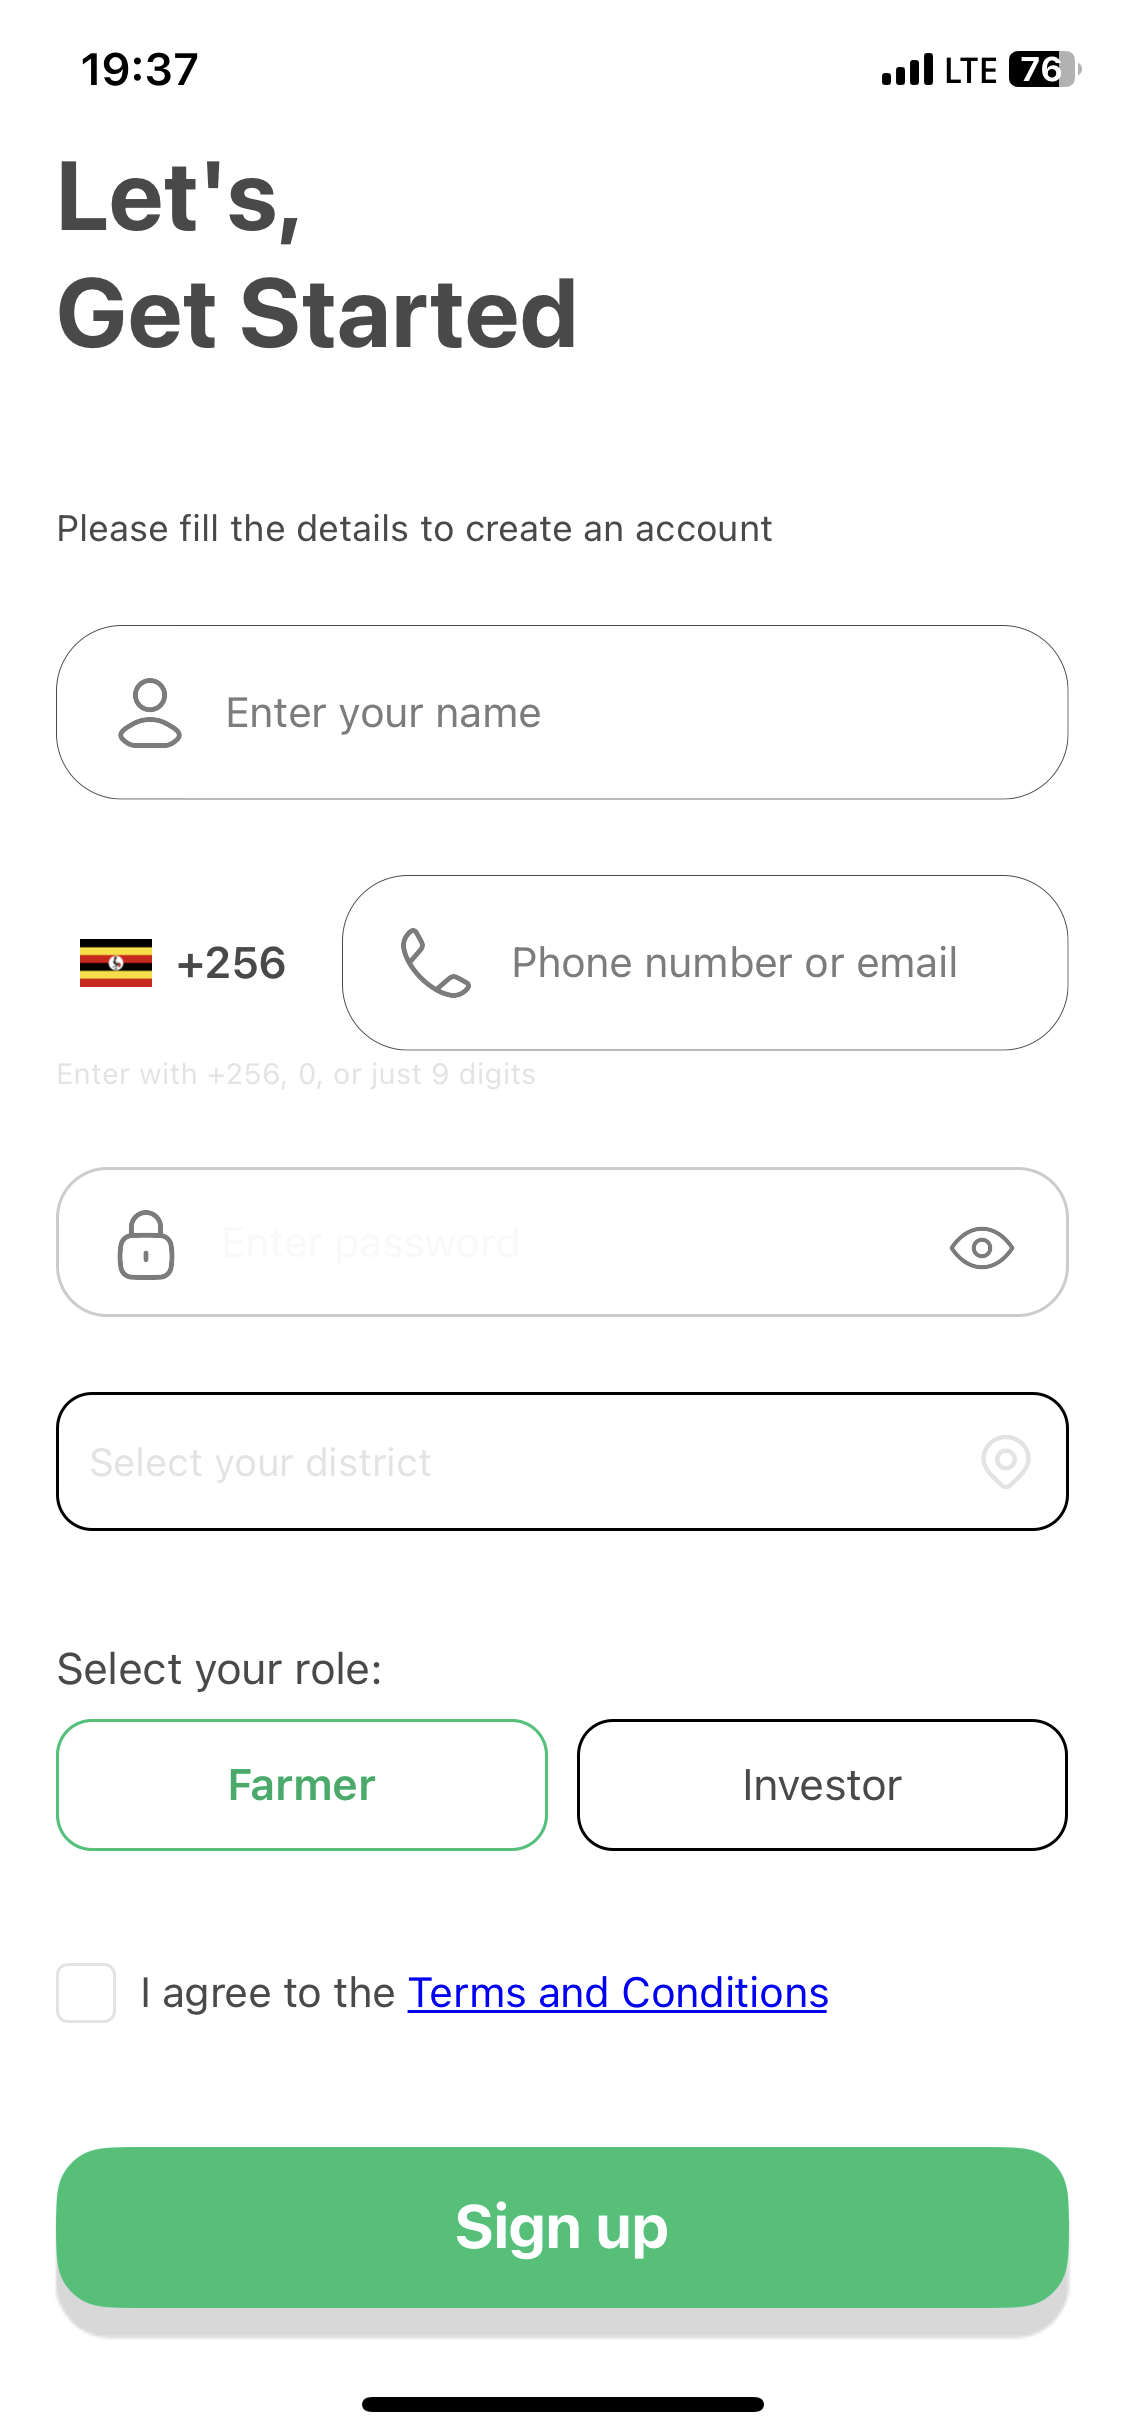 19:37 LTE 76
Let's,
Get Started
Please fill the details to create an account
Enter your name
+256 Phone number or email
Enter with +256, 0, or just 9 digits
Enter password
Select your district
Select your role:
Farmer Investor
I agree to the Terms and Conditions
Sign up